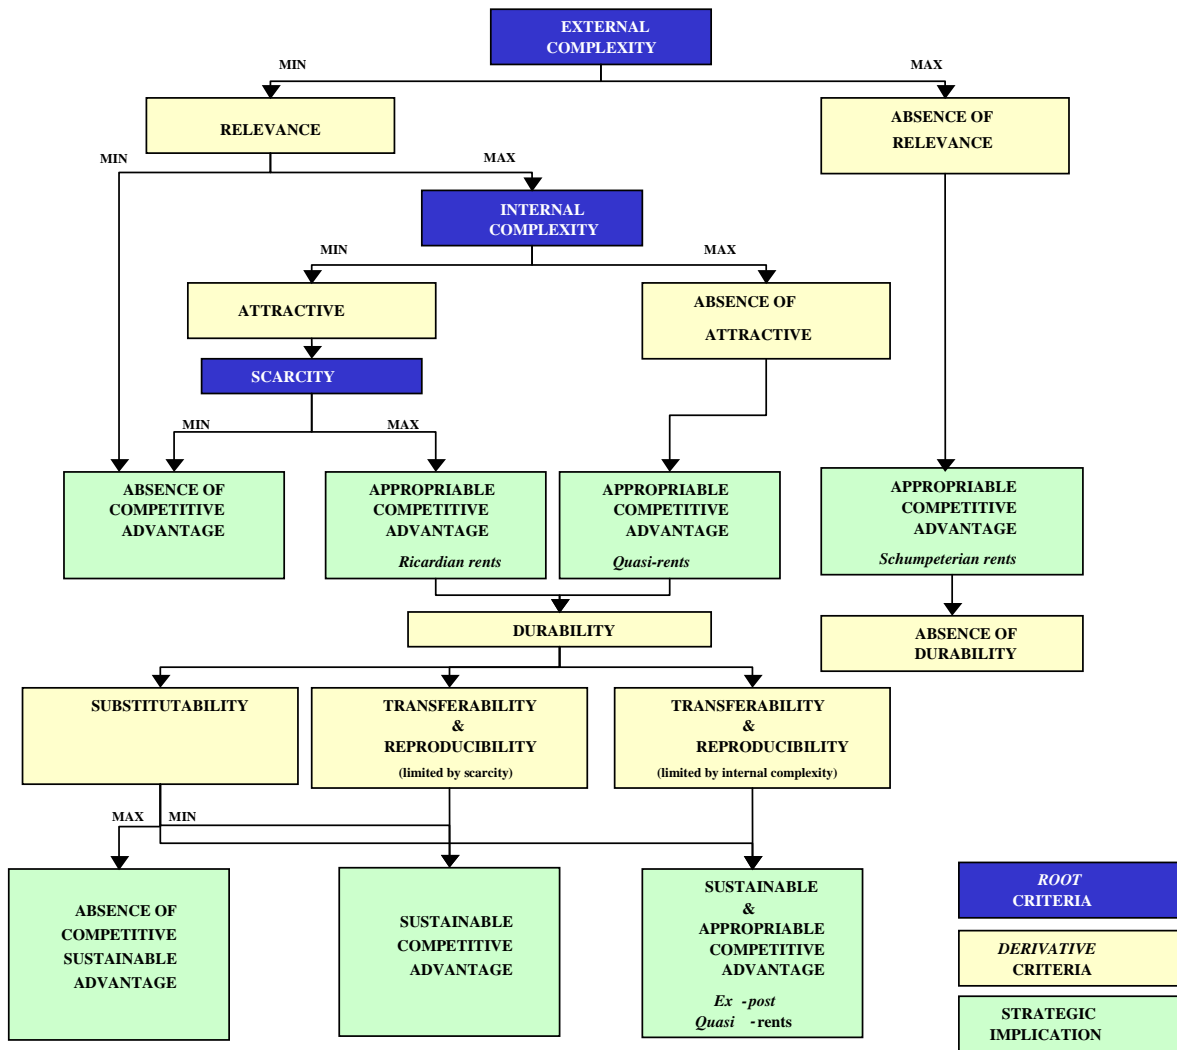 EXTERNAL
COMPLEXITY
MIN
MAX
RELEVANCE
ABSENCE OF
RELEVANCE
MIN
MAX
INTERNAL
COMPLEXITY
MIN
MAX
ATTRACTIVE
ABSENCE OF
ATTRACTIVE
SCARCITY
MIN
MAX
ABSENCE OF
COMPETITIVE
ADVANTAGE
APPROPRIABLE
COMPETITIVE
ADVANTAGE
Ricardian rents
APPROPRIABLE
COMPETITIVE
ADVANTAGE
Quasi-rents
APPROPRIABLE
COMPETITIVE
ADVANTAGE
Schumpeterian rents
DURABILITY
ABSENCE OF
DURABILITY
SUBSTITUTABILITY
TRANSFERABILITY
&
REPRODUCIBILITY
(limited by scarcity)
TRANSFERABILITY
&
REPRODUCIBILITY
(limited by internal complexity)
MAX
MIN
ABSENCE OF
COMPETITIVE
SUSTAINABLE
ADVANTAGE
SUSTAINABLE
COMPETITIVE
ADVANTAGE
SUSTAINABLE
&
APPROPRIABLE
COMPETITIVE
ADVANTAGE
Ex -post
Quasi -rents
ROOT
CRITERIA
DERIVATIVE
CRITERIA
STRATEGIC
IMPLICATION